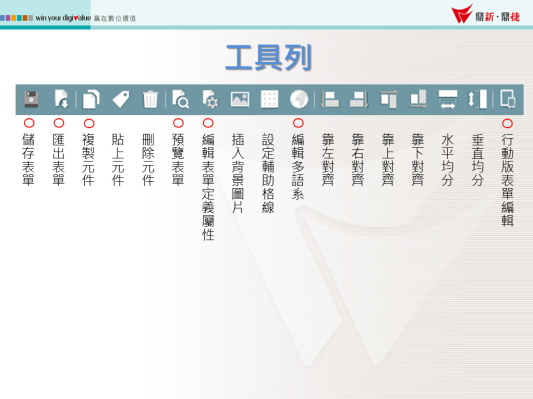 win your digivalue 贏在數位價值
鼎新·鼎捷
工具列
儲存表單
匯出表單
複製元件
貼上元件
刪除元件
預覽表單
編輯表單定義屬性
插入背景圖片
設定輔助格線
編輯多語系
靠左對齊
靠右對齊
靠上對齊
靠下對齊
水平均分
垂直均分
行動版表單編輯